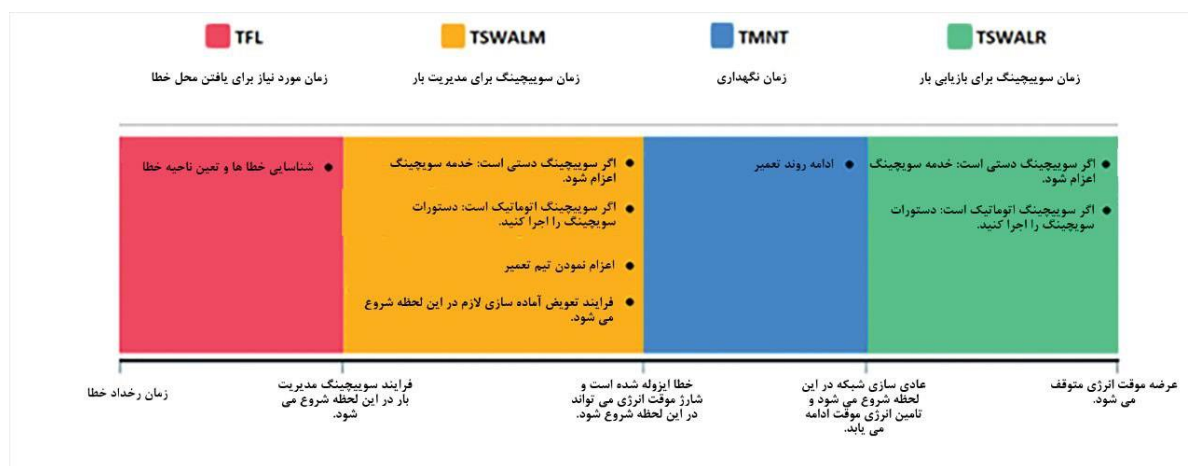 TFL
TSWALM
TMNT
TSWALR
زمان مورد نیاز برای یافتن محل خطا
زمان سوییچینگ برای مدیریت بار
زمان نگهداری
زمان سوییچینگ برای بازیابی بار
شناسایی خطا ها و تعین ناحیه خطا
اگر سوییچینگ دستی است: خدمه سویچینگ
اعزام شود.
اگر سوییچینگ اتوماتیک است: دستورات
سویچینگ را اجرا کنید.
اعزام نمودن تیم تعمیر
فرایند تعویض آماده سازی لازم در این لحظه شروع
می شود.
ادامه روند تعمیر
اگر سوییچینگ دستی است: خدمه سویچینگ
اعزام شود.
اگر سوییچینگ اتوماتیک است: دستورات
سویچینگ را اجرا کنید.
زمان رخداد خطا
فرایند سوییچینگ مدیریت
بار در این لحظه شروع می
شود.
خطا ایزوله شده است و
شارژ موقت انرژی می تواند
در این لحظه شروع شود.
عادی سازی شبکه در این
لحظه شروع می شود و
تامین انرژی موقت ادامه
می یابد.
عرضه موقت انرژی متوقف
می شود.